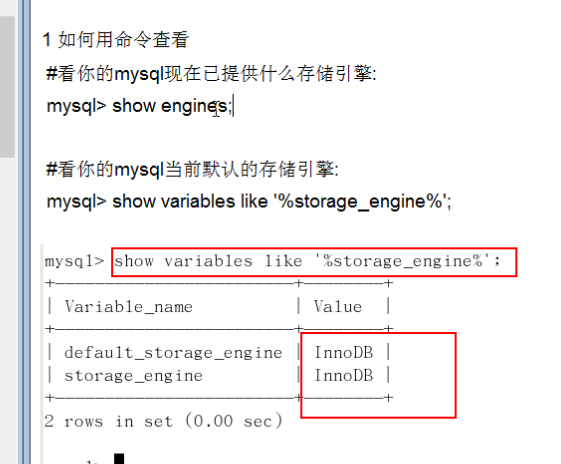 1 如何用命令查看
#看你的mysql现在已提供什么存储引擎:
mysql> show engines;
#看你的mysql当前默认的存储引擎:
mysql> show variables like '%storage_engine%';
mysql> show variables like '%storage_engine%';
+------------------------+--------+
| Variable_name          | Value  |
+------------------------+--------+
| default_storage_engine | InnoDB |
| storage_engine         | InnoDB |
+------------------------+--------+
2 rows in set (0.00 sec)